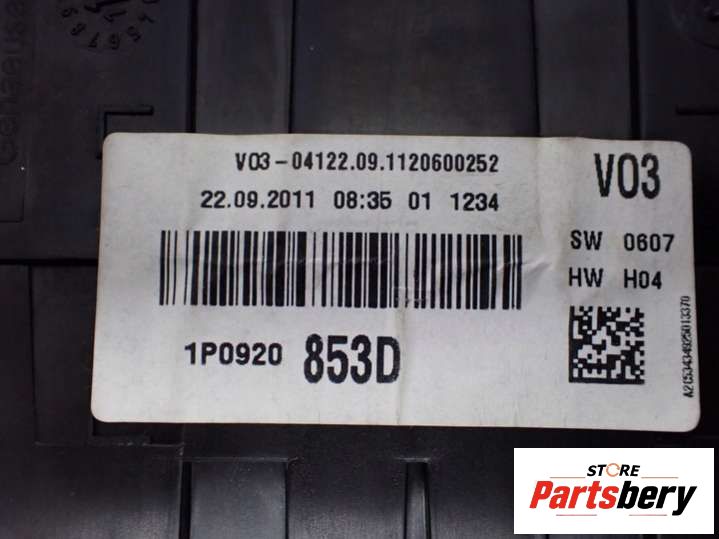 Gehaeuse
V03-04122.09.1120600252
22.09.2011 08:35 01 1234
V03
SW 0607
HW H04
1P0920 853D
A2C53434925013370
STORE
Partsbery